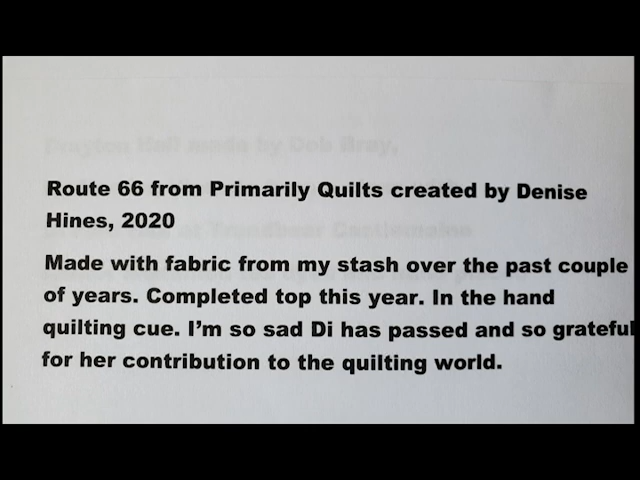 Route 66 from Primarily Quilts created by Denise
Hines, 2020
Made with fabric from my stash over the past couple
of years. Completed top this year. In the hand
quilting cue. I'm so sad Di has passed and so grateful
for her contribution to the quilting world.